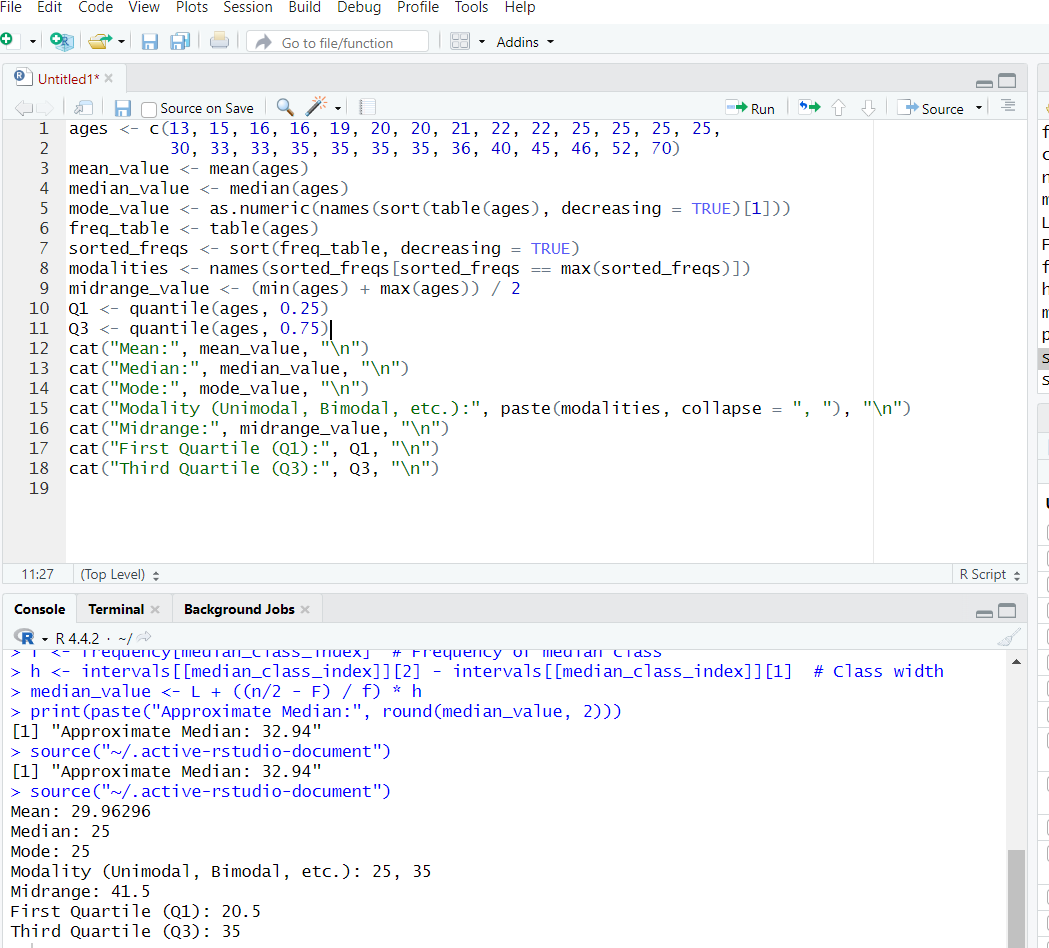 File Edit Code View Plots Session Build Debug Profile Tools Help
Go to file/function Addins
Untitled1*
Source on Save Run Source
1 ages <- c(13, 15, 16, 16, 19, 20, 20, 21, 22, 22, 25, 25, 25, 25,
2 30, 33, 33, 35, 35, 35, 35, 36, 40, 45, 46, 52, 70)
3 mean_value <- mean(ages)
4 median_value <- median(ages)
5 mode_value <- as.numeric(names(sort(table(ages), decreasing = TRUE)[1]))
6 freq_table <- table(ages)
7 sorted_freqs <- sort(freq_table, decreasing = TRUE)
8 modalities <- names(sorted_freqs[sorted_freqs == max(sorted_freqs)])
9 midrange_value <- (min(ages) + max(ages)) / 2
10 Q1 <- quantile(ages, 0.25)
11 Q3 <- quantile(ages, 0.75)
12 cat("Mean:", mean_value, "\n")
13 cat("Median:", median_value, "\n")
14 cat("Mode:", mode_value, "\n")
15 cat("Modality (Unimodal, Bimodal, etc.):", paste(modalities, collapse = ", "), "\n")
16 cat("Midrange:", midrange_value, "\n")
17 cat("First Quartile (Q1):", Q1, "\n")
18 cat("Third Quartile (Q3):", Q3, "\n")
19
11:27 (Top Level) R Script
Console Terminal Background Jobs
R R 4.4.2 · ~/
> f <- frequency[median_class_index] # Frequency of median class
> h <- intervals[[median_class_index]][2] - intervals[[median_class_index]][1] # Class width
> median_value <- L + ((n/2 - F) / f) * h
> print(paste("Approximate Median:", round(median_value, 2)))
[1] "Approximate Median: 32.94"
> source("~/.active-rstudio-document")
[1] "Approximate Median: 32.94"
> source("~/.active-rstudio-document")
Mean: 29.96296
Median: 25
Mode: 25
Modality (Unimodal, Bimodal, etc.): 25, 35
Midrange: 41.5
First Quartile (Q1): 20.5
Third Quartile (Q3): 35